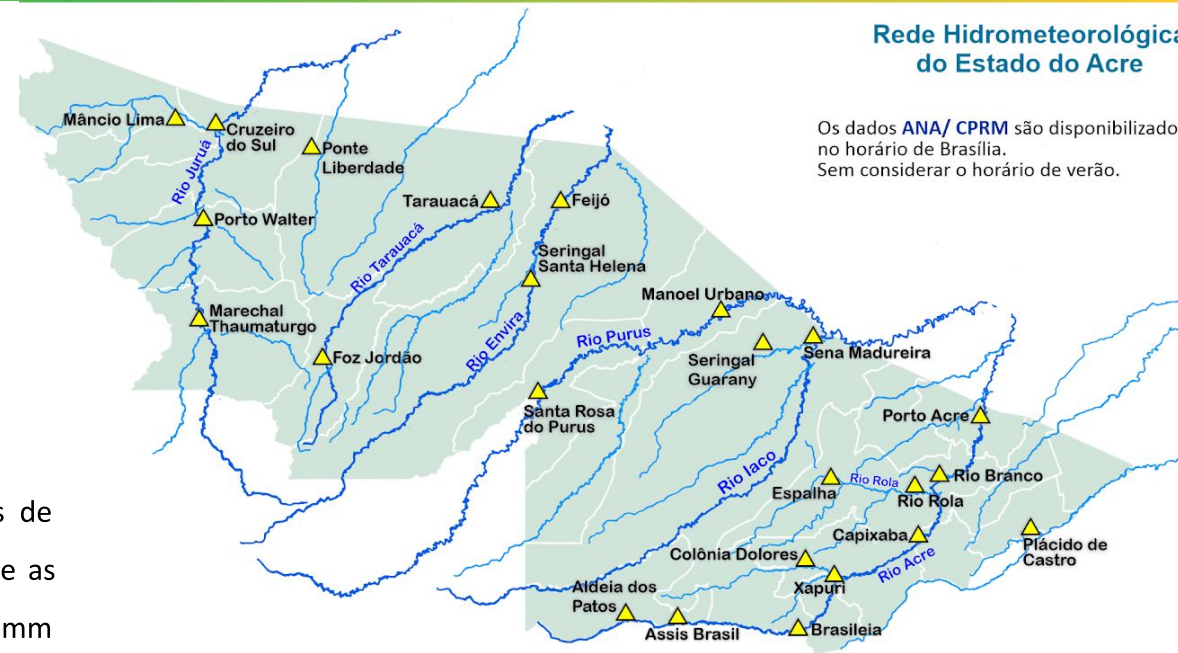 Rede Hidrometeorológica
do Estado do Acre
Os dados ANA/ CPRM são disponibilizado
no horário de Brasília.
Sem considerar o horário de verão.
Mâncio Lima
Cruzeiro
do Sul
Ponte
Liberdade
Rio Juruá
Tarauacá
Feijó
Porto Walter
Rio Tarauacá
Seringal
Santa Helena
Manoel Urbano
Marechal
Thaumaturgo
Foz Jordão
Rio Envira
Rio Purus
Seringal
Guarany
Sena Madureira
Santa Rosa
do Purus
Porto Acre
Rio Iaco
Espalha
Rio Rola
Rio Branco
Rio Rola
s de
Capixaba
Plácido de
Castro
Colônia Dolores
Rio Acre
e as
Xapuri
Aldeia dos
Patos
Assis Brasil
Brasileia
mm